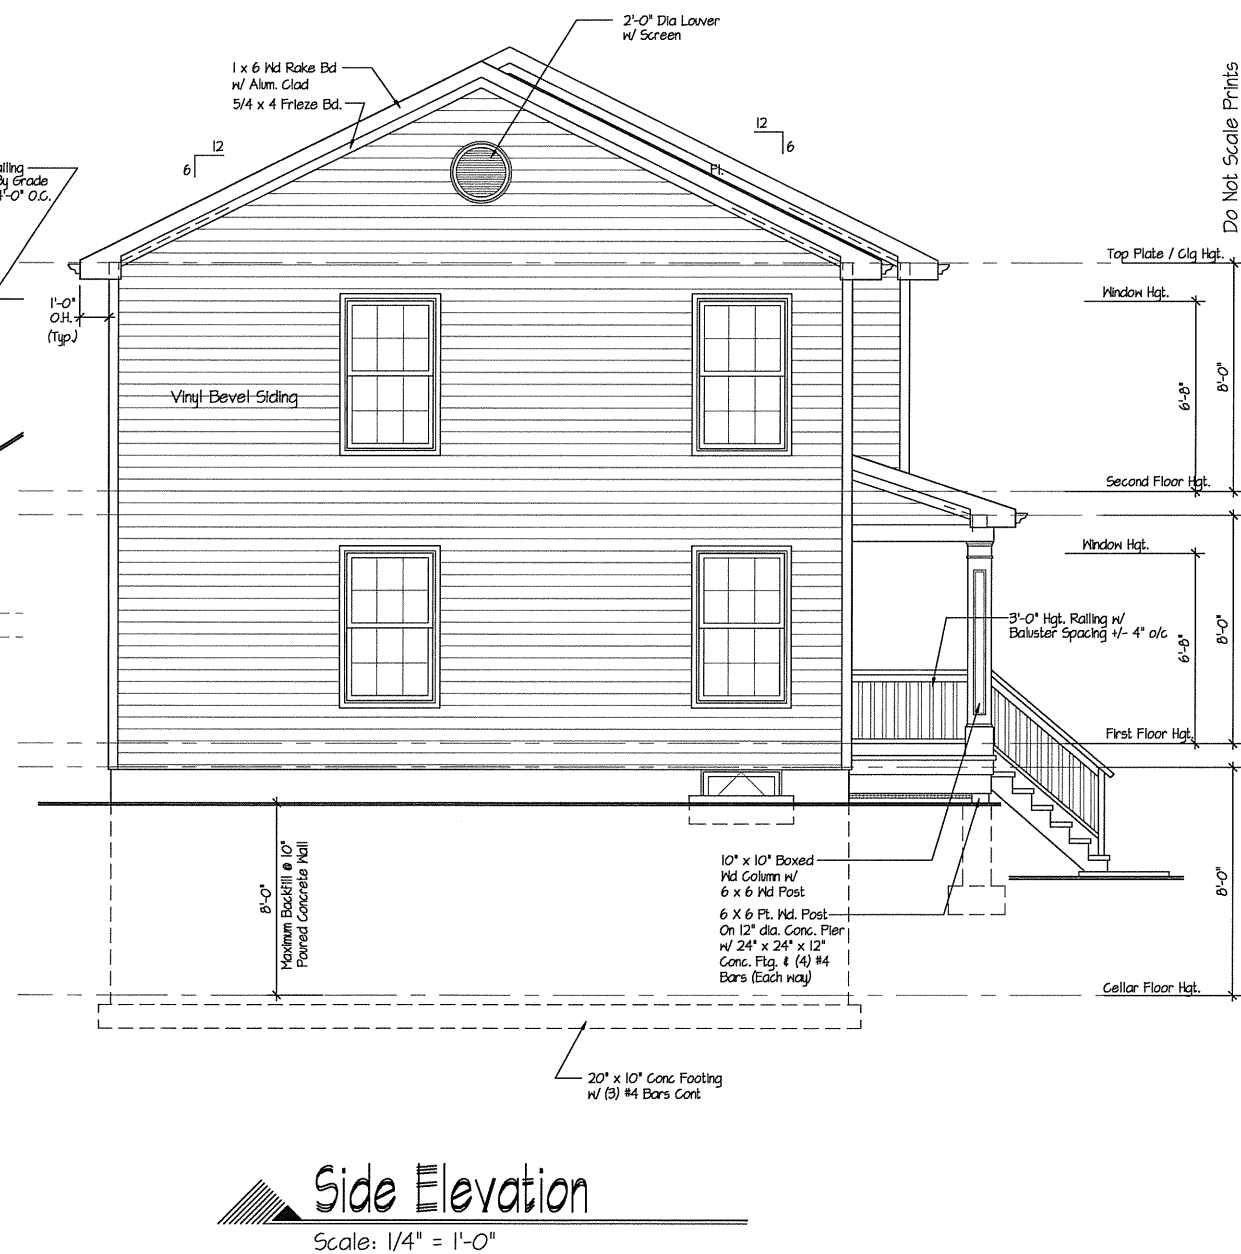 2'-0" Dia Louver
w/ Screen
1 x 6 Wd Rake Bd
w/ Alum. Clad
5/4 x 4 Frieze Bd.
12
6
12
6
Pl.
Do Not Scale Prints
By Grade
4'-0" O.C.
Top Plate / Clg Hgt.
Window Hgt.
1'-0"
O.H.
(Typ.)
8'-0"
6'-8"
Vinyl Bevel Siding
Second Floor Hgt.
Window Hgt.
3'-0" Hgt. Railing w/
Baluster Spacing +/- 4" o/c
6'-8"
8'-0"
First Floor Hgt.
8'-0"
Maximum Backfill @ 10"
Poured Concrete Wall
10" x 10" Boxed
Wd Column w/
6 x 6 Wd Post
6 X 6 Pt. Wd. Post
On 12" dia. Conc. Pier
w/ 24" x 24" x 12"
Conc. Ftg. & (4) #4
Bars (Each way)
8'-0"
Cellar Floor Hgt.
20" x 10" Conc Footing
w/ (3) #4 Bars Cont
Side Elevation
Scale: 1/4" = 1'-0"